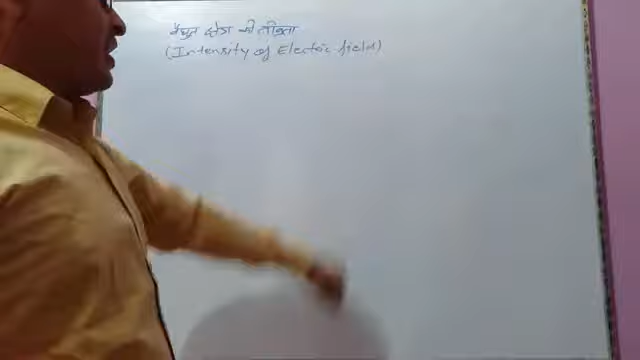 वैद्युत क्षेत्र की तीव्रता
(Intensity of Electric field)